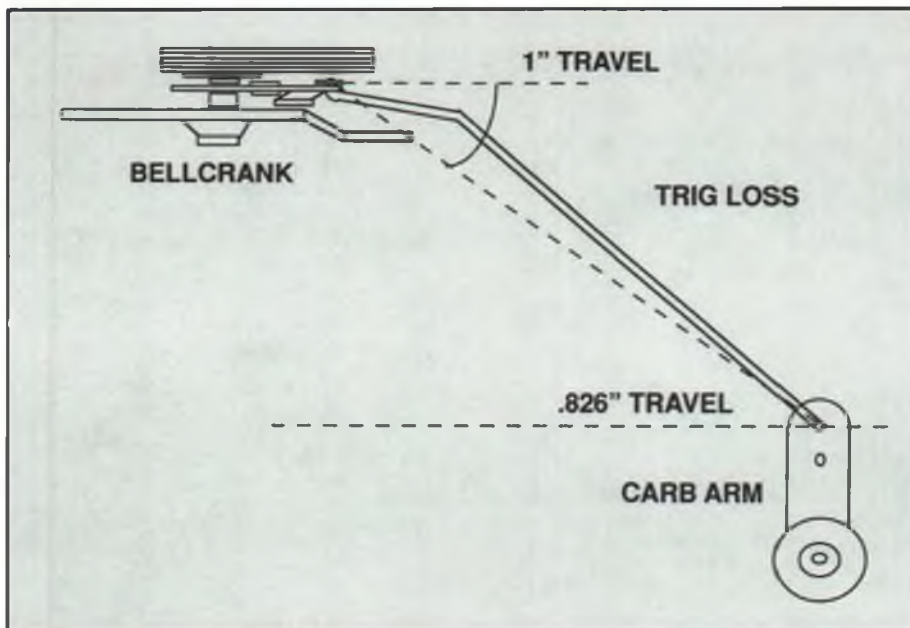 1” TRAVEL
BELLCRANK
TRIG LOSS
.826” TRAVEL
CARB ARM